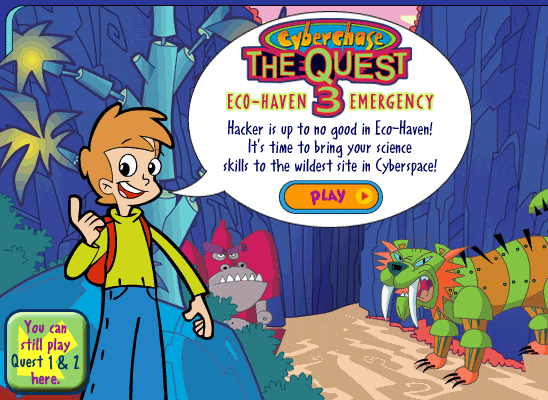 Cyberchase
THE QUEST
3
ECO-HAVEN EMERGENCY
Hacker is up to no good in Eco-Haven!
It's time to bring your science
skills to the wildest site in Cyberspace!
PLAY
You can
still play
Quest 1 & 2
here.